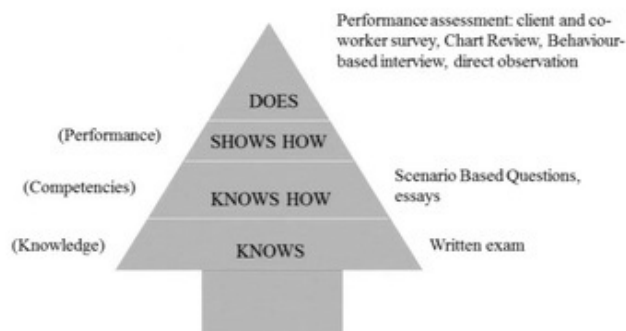 Performance assessment: client and co-
worker survey, Chart Review, Behaviour-
based interview, direct observation
DOES
(Performance)
SHOWS HOW
(Competencies)
KNOWS HOW
Scenario Based Questions,
essays
(Knowledge)
KNOWS
Written exam